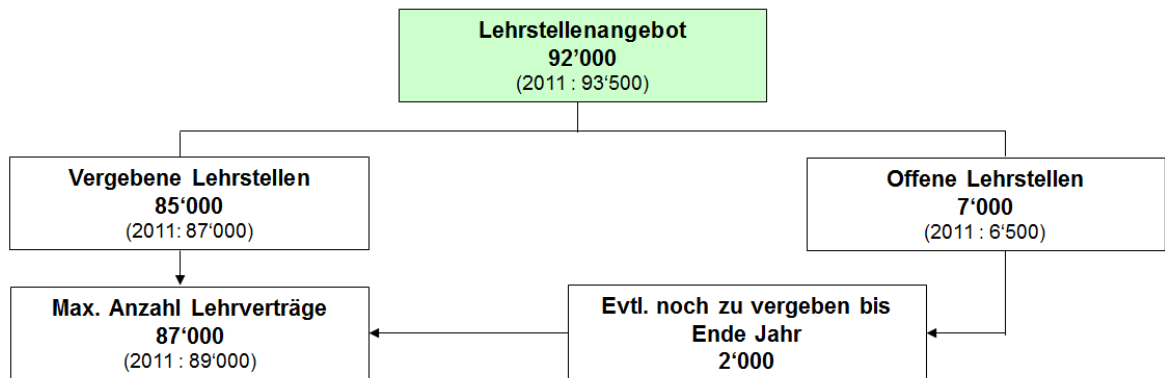 Lehrstellenangebot
92’000
(2011 : 93‘500)
Vergebene Lehrstellen
85‘000
(2011: 87‘000)
Offene Lehrstellen
7‘000
(2011 : 6‘500)
Max. Anzahl Lehrverträge
87‘000
(2011 : 89‘000)
Evtl. noch zu vergeben bis
Ende Jahr
2‘000